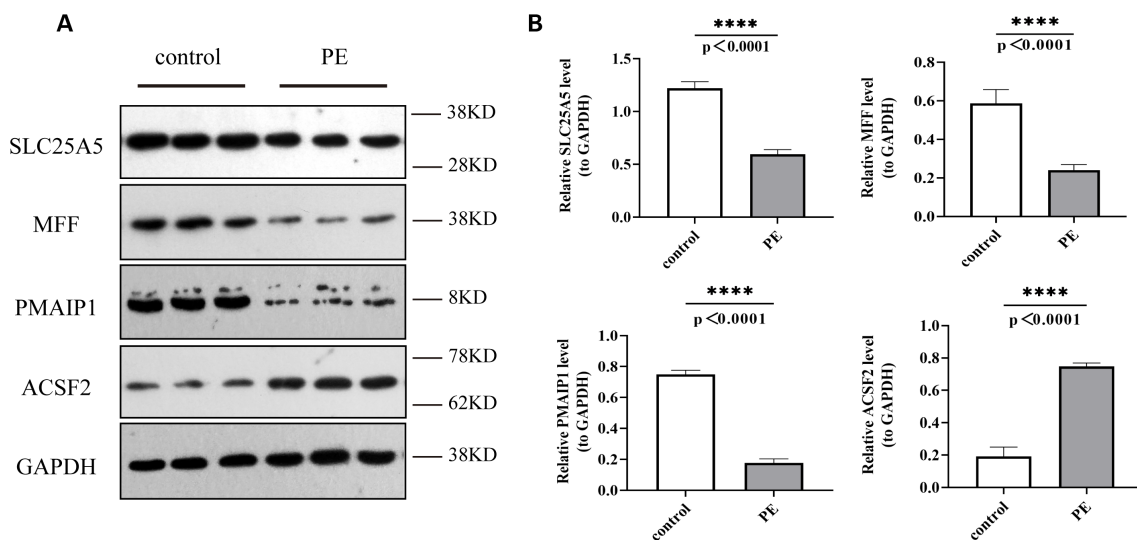 A
control PE
SLC25A5
38KD
28KD
MFF
38KD
PMAIP1
8KD
ACSF2
78KD
62KD
GAPDH
38KD
B
****
p<0.0001
Relative SLC25A5 level
(to GAPDH)
1.5
1.0
0.5
0.0
control
PE
****
p<0.0001
Relative MFF level
(to GAPDH)
0.8
0.6
0.4
0.2
0.0
control
PE
****
p<0.0001
Relative PMAIP1 level
(to GAPDH)
1.0
0.8
0.6
0.4
0.2
0.0
control
PE
****
p<0.0001
Relative ACSF2 level
(to GAPDH)
1.0
0.8
0.6
0.4
0.2
0.0
control
PE